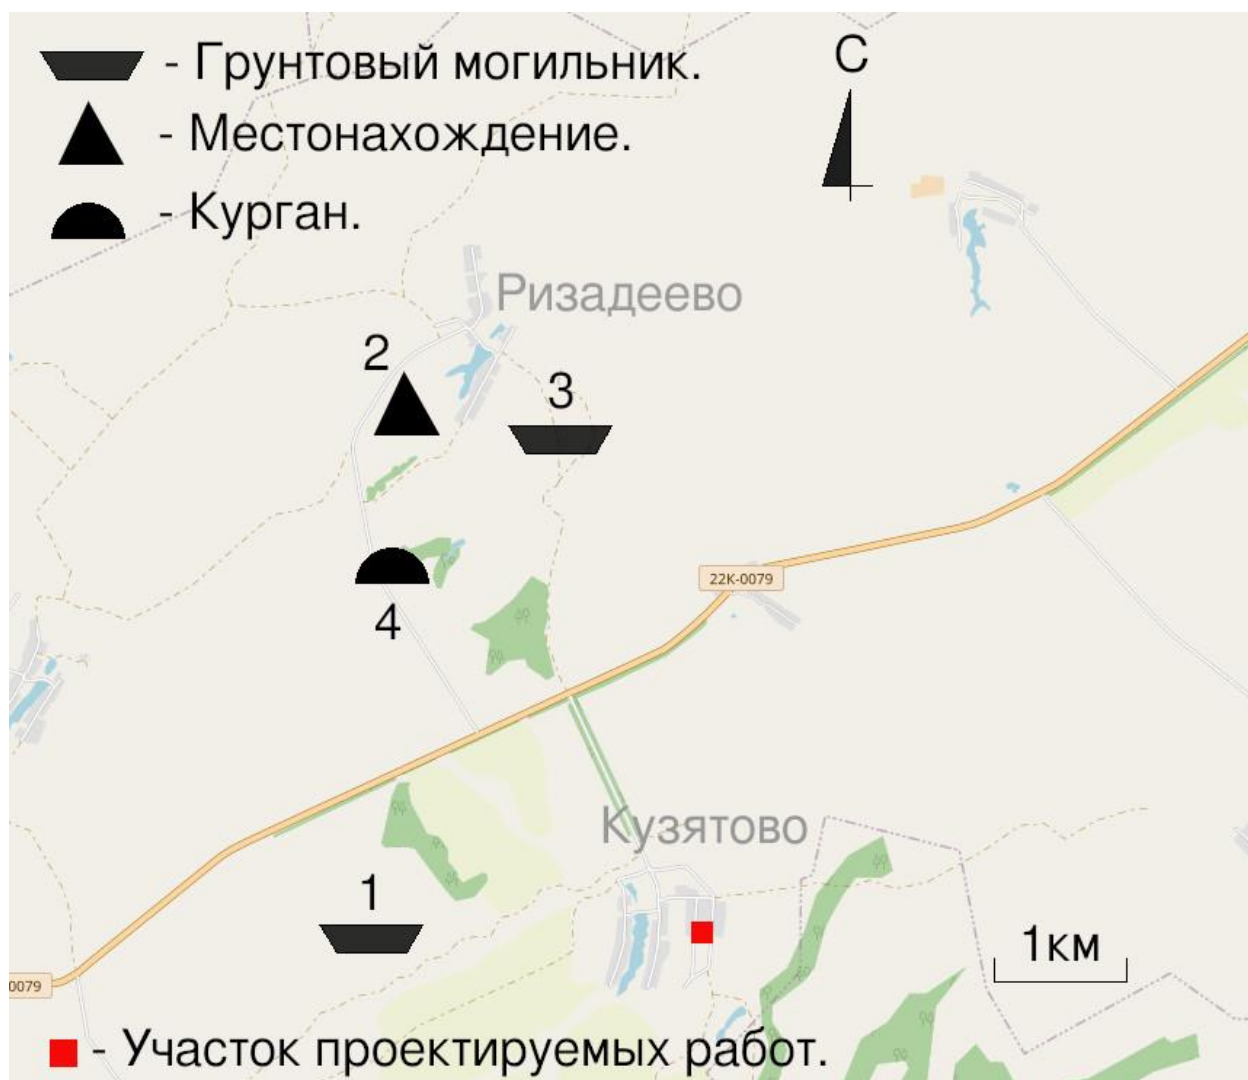 - Грунтовый могильник.
С
- Местонахождение.
- Курган.
Ризадеево
2
3
22К-0079
4
Кузятово
1
1км
0079
- Участок проектируемых работ.